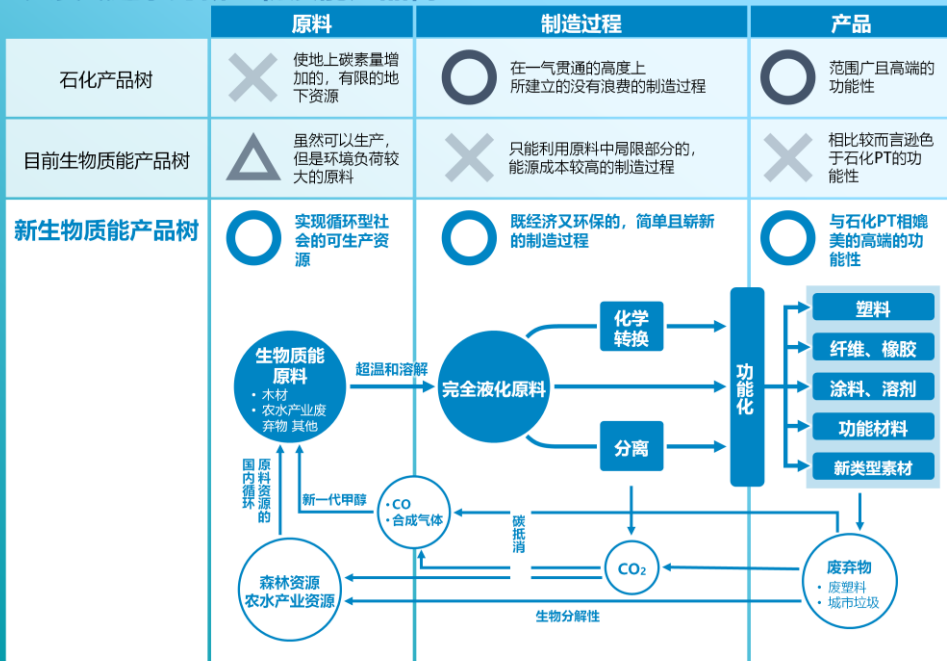 原料
制造过程
产品
石化产品树
使地上碳素量增
加的，有限的地
下资源
在一气贯通的高度上
所建立的没有浪费的制造过程
范围广且高端的
功能性
目前生物质能产品树
虽然可以生产，
但是环境负荷较
大的原料
只能利用原料中局限部分的，
能源成本较高的制造过程
相比较而言逊色
于石化PT的功
能性
新生物质能产品树
实现循环型社
会的可生产资
源
既经济又环保的，简单且崭新
的制造过程
与石化PT相媲
美的高端的功
能性
生物质能
原料
・木材
・农水产业废
弃物 其他
超温和溶解
完全液化原料
化学
转换
分离
功能化
塑料
纤维、橡胶
涂料、溶剂
功能材料
新类型素材
原料资源的
国内循环
新一代甲醇
・CO
・合成气体
碳抵消
CO₂
废弃物
・废塑料
・城市垃圾
森林资源
农水产业资源
生物分解性